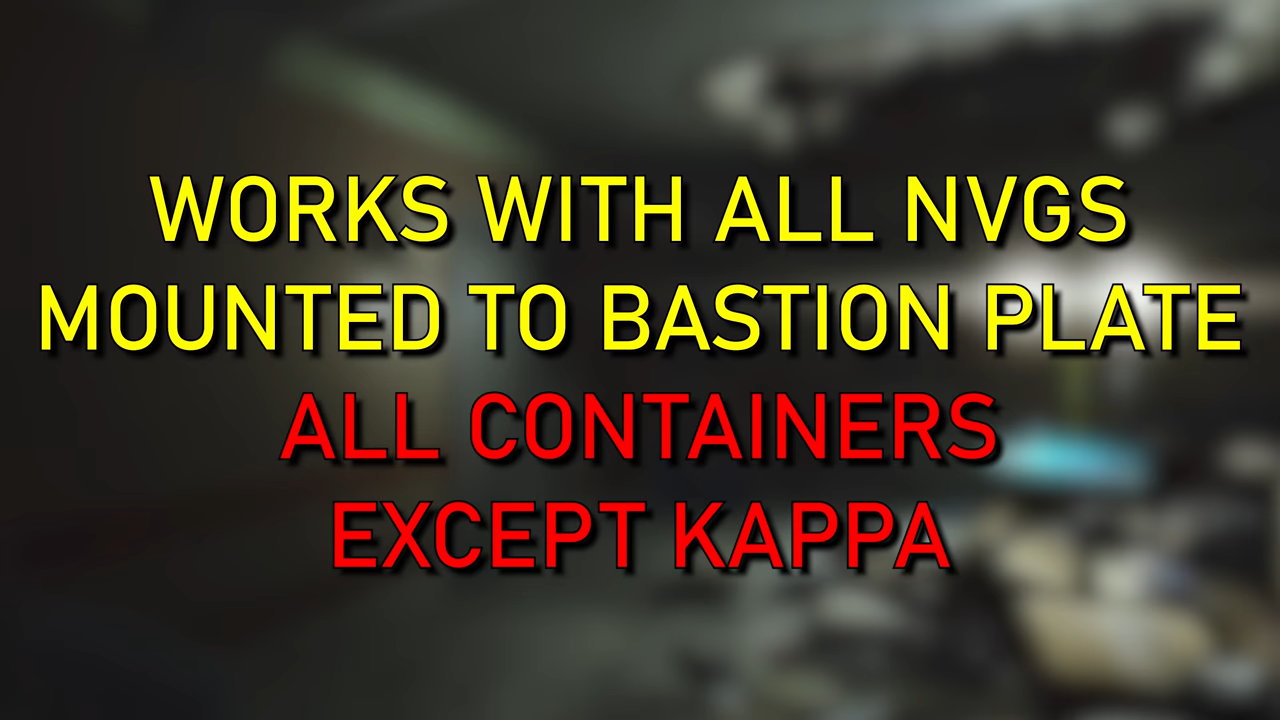 WORKS WITH ALL NVGS
MOUNTED TO BASTION PLATE
ALL CONTAINERS
EXCEPT KAPPA